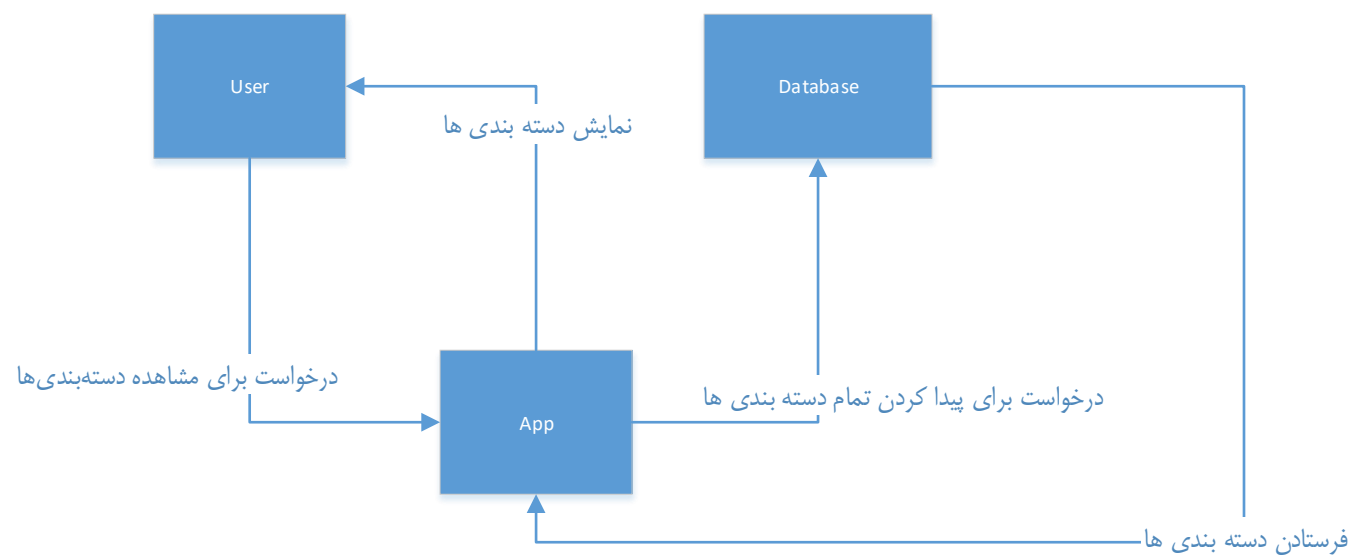 User
Database
نمایش دسته بندی ها
درخواست برای مشاهده دسته‌بندی‌ها
درخواست برای پیدا کردن تمام دسته بندی ها
App
فرستادن دسته بندی ها